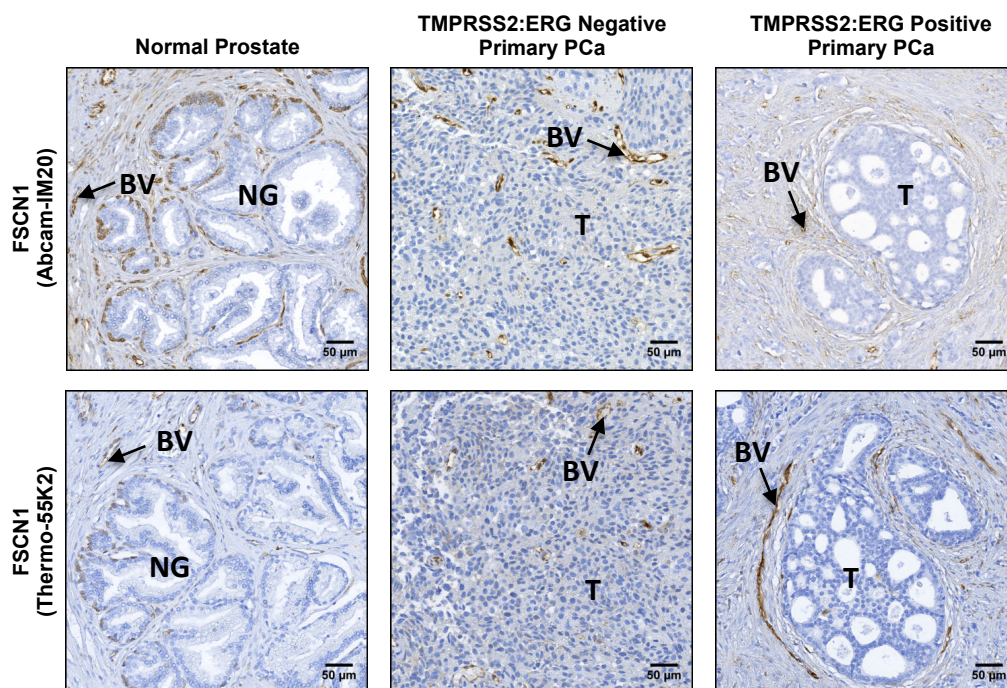 Normal Prostate
TMPRSS2:ERG Negative
Primary PCa
TMPRSS2:ERG Positive
Primary PCa
FSCN1
(Abcam-IM20)
BV
NG
50 µm
BV
T
50 µm
BV
T
50 µm
FSCN1
(Thermo-55K2)
BV
NG
50 µm
BV
T
50 µm
BV
T
50 µm